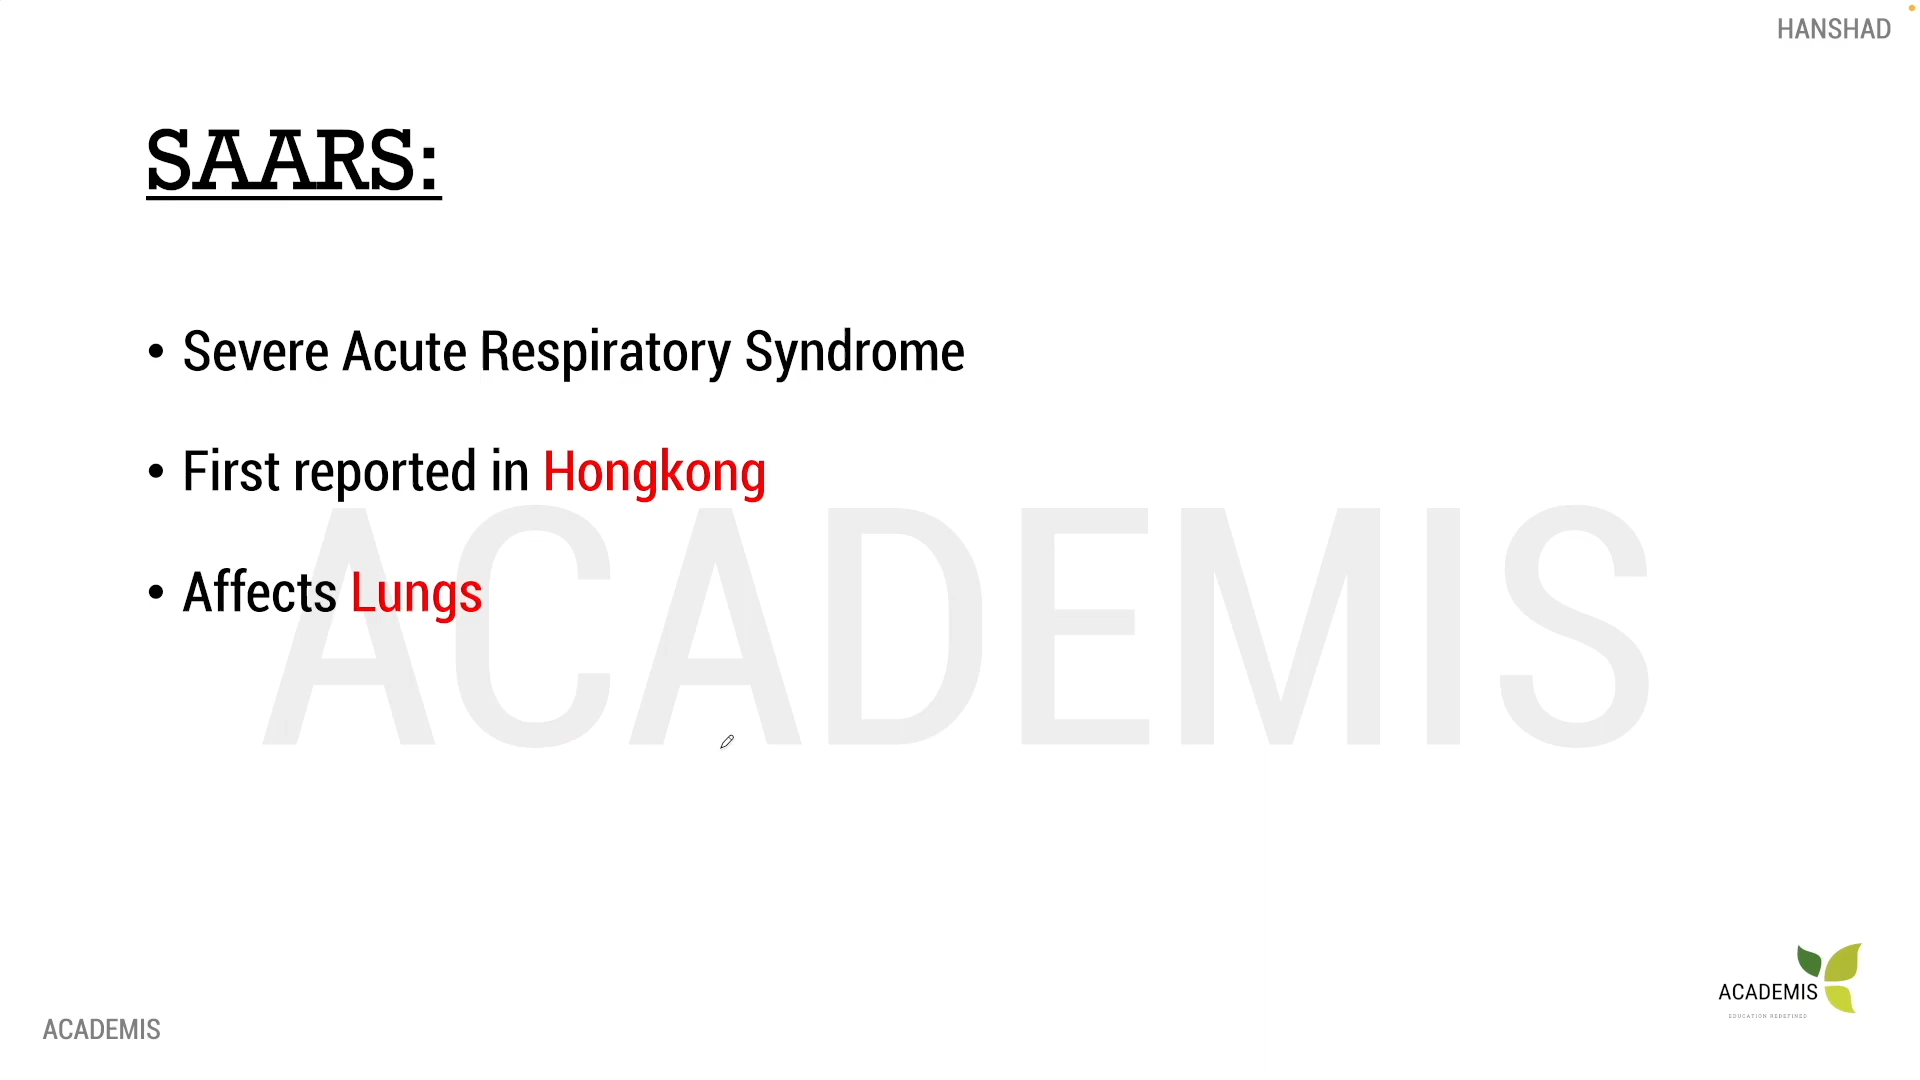 HANSHAD
SAARS:
• Severe Acute Respiratory Syndrome
• First reported in Hongkong
• Affects Lungs
ACADEMIS
ACADEMIS
EDUCATION REDEFINED
ACADEMIS